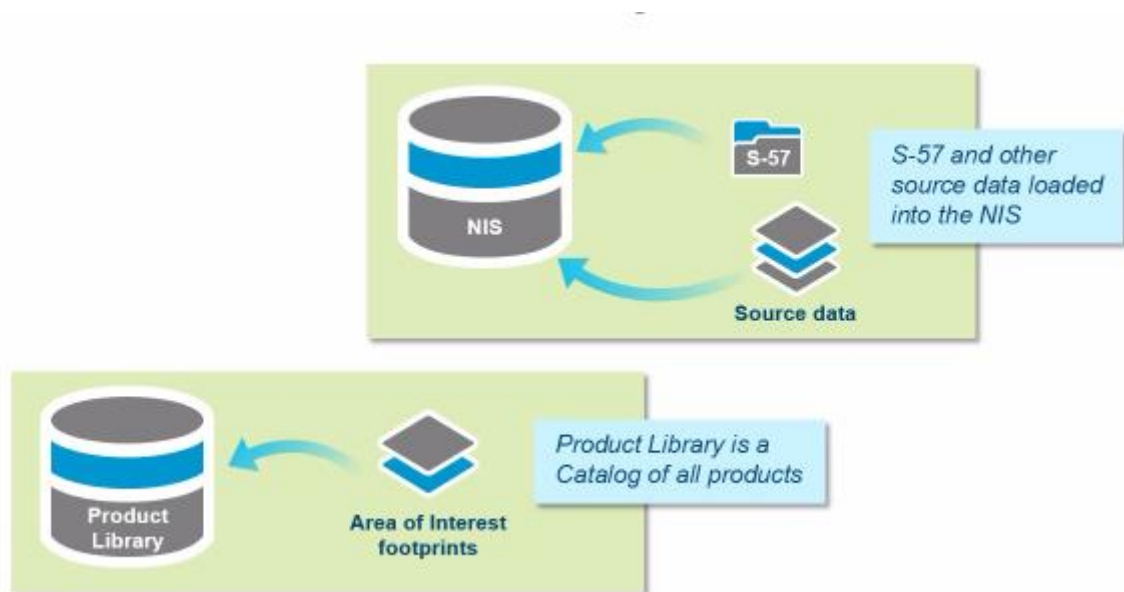 S-57
NIS
S-57 and other
source data loaded
into the NIS
Source data
Product
Library
Area of Interest
footprints
Product Library is a
Catalog of all products